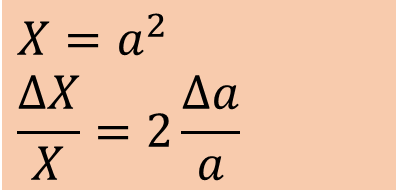 X = a²
ΔX/X = 2 Δa/a